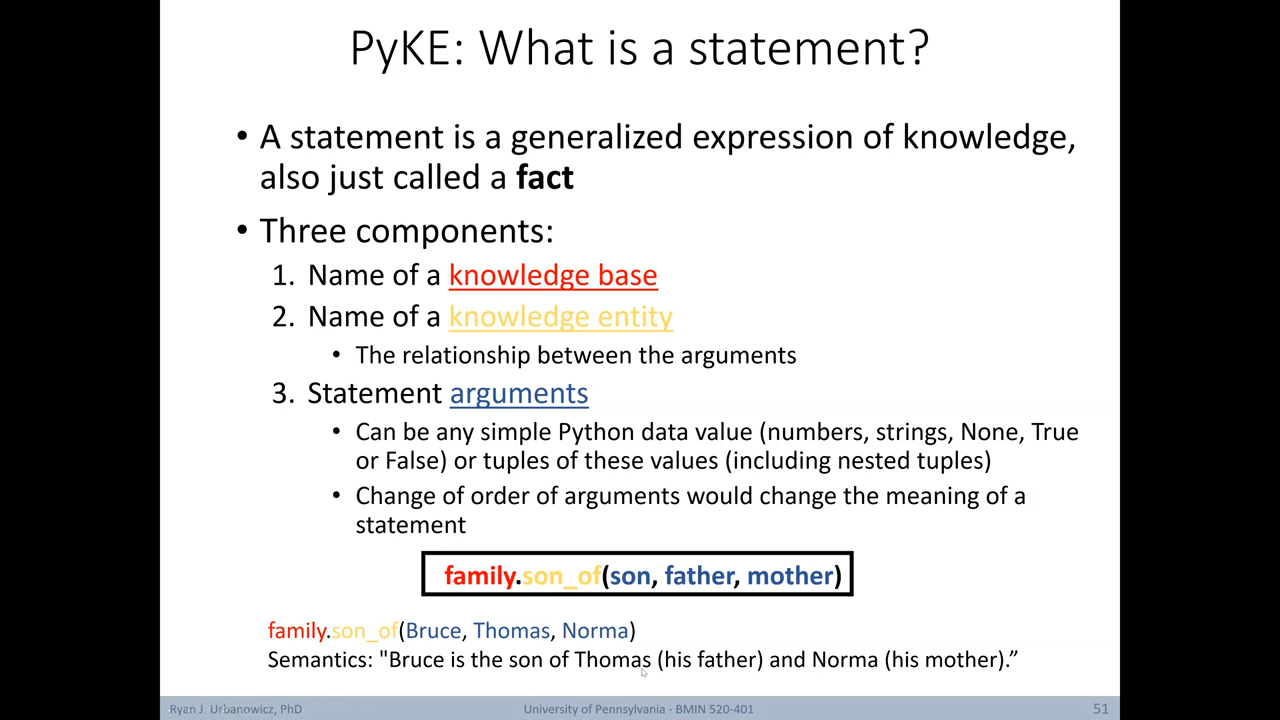 PyKE: What is a statement?
• A statement is a generalized expression of knowledge,
also just called a fact
• Three components:
1. Name of a knowledge base
2. Name of a knowledge entity
• The relationship between the arguments
3. Statement arguments
• Can be any simple Python data value (numbers, strings, None, True
or False) or tuples of these values (including nested tuples)
• Change of order of arguments would change the meaning of a
statement
family.son_of(son, father, mother)
family.son_of(Bruce, Thomas, Norma)
Semantics: "Bruce is the son of Thomas (his father) and Norma (his mother).”
Ryan J. Urbanowicz, PhD
University of Pennsylvania - BMIN 520-401
51